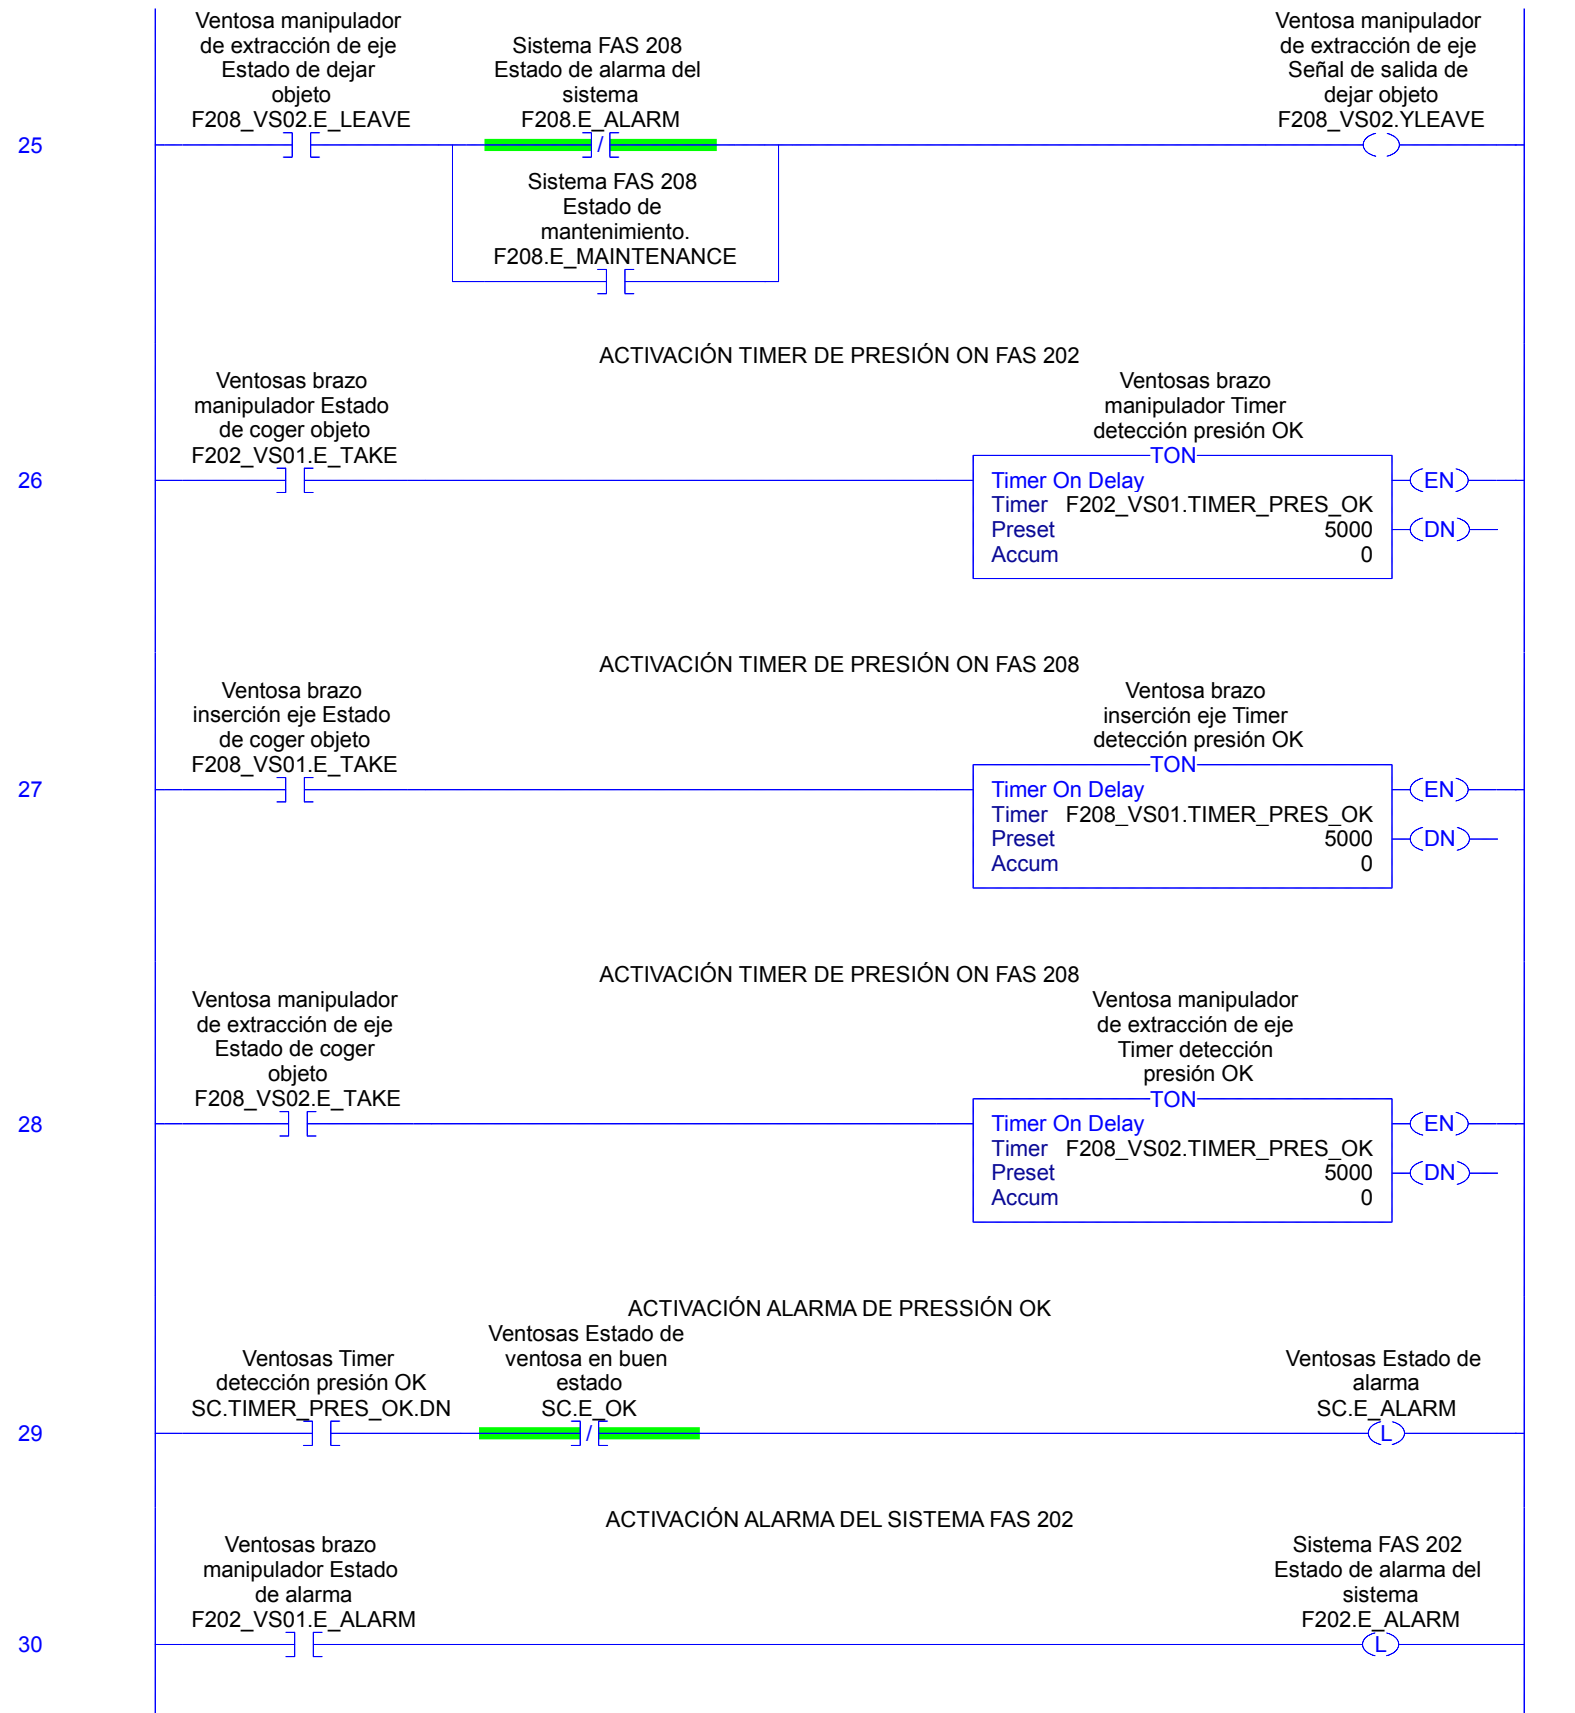 Ventosa manipulador
de extracción de eje
Estado de dejar
objeto
F208_VS02.E_LEAVE
Sistema FAS 208
Estado de alarma del
sistema
F208.E_ALARM
Ventosa manipulador
de extracción de eje
Señal de salida de
dejar objeto
F208_VS02.YLEAVE
25
/
Sistema FAS 208
Estado de
mantenimiento.
F208.E_MAINTENANCE
ACTIVACIÓN TIMER DE PRESIÓN ON FAS 202
Ventosas brazo
manipulador Estado
de coger objeto
F202_VS01.E_TAKE
Ventosas brazo
manipulador Timer
detección presión OK
26
TON
Timer On Delay
Timer F202_VS01.TIMER_PRES_OK
Preset 5000
Accum 0
EN
DN
ACTIVACIÓN TIMER DE PRESIÓN ON FAS 208
Ventosa brazo
inserción eje Estado
de coger objeto
F208_VS01.E_TAKE
Ventosa brazo
inserción eje Timer
detección presión OK
27
TON
Timer On Delay
Timer F208_VS01.TIMER_PRES_OK
Preset 5000
Accum 0
EN
DN
ACTIVACIÓN TIMER DE PRESIÓN ON FAS 208
Ventosa manipulador
de extracción de eje
Estado de coger
objeto
F208_VS02.E_TAKE
Ventosa manipulador
de extracción de eje
Timer detección
presión OK
28
TON
Timer On Delay
Timer F208_VS02.TIMER_PRES_OK
Preset 5000
Accum 0
EN
DN
ACTIVACIÓN ALARMA DE PRESSIÓN OK
Ventosas Timer
detección presión OK
SC.TIMER_PRES_OK.DN
Ventosas Estado de
ventosa en buen
estado
SC.E_OK
Ventosas Estado de
alarma
SC.E_ALARM
29
/
L
ACTIVACIÓN ALARMA DEL SISTEMA FAS 202
Ventosas brazo
manipulador Estado
de alarma
F202_VS01.E_ALARM
Sistema FAS 202
Estado de alarma del
sistema
F202.E_ALARM
30
L